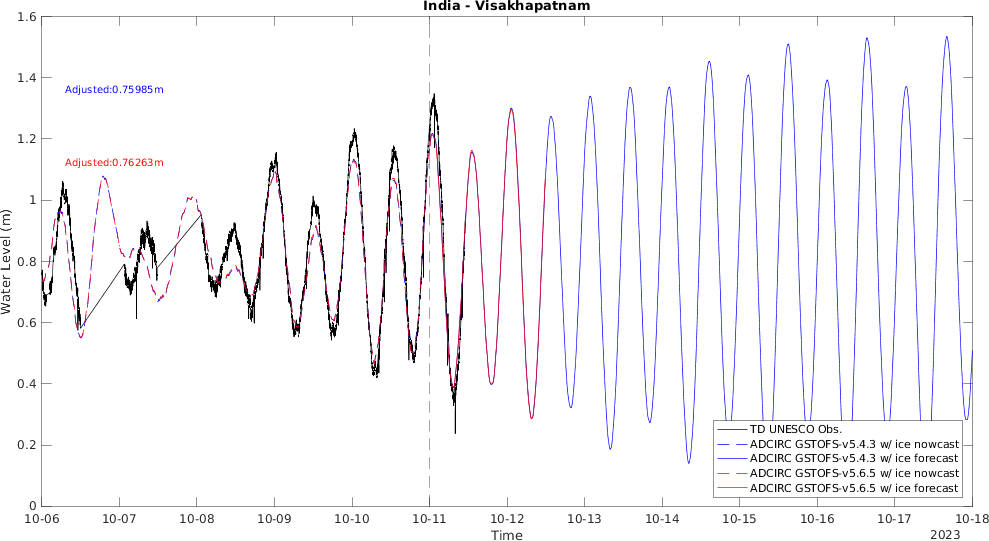 India - Visakhapatnam
1.6
1.4
1.2
1
0.8
0.6
0.4
0.2
0
Water Level (m)
Adjusted:0.75985m
Adjusted:0.76263m
TD UNESCO Obs.
ADCIRC GSTOFS-v5.4.3 w/ ice nowcast
ADCIRC GSTOFS-v5.4.3 w/ ice forecast
ADCIRC GSTOFS-v5.6.5 w/ ice nowcast
ADCIRC GSTOFS-v5.6.5 w/ ice forecast
10-06 10-07 10-08 10-09 10-10 10-11 10-12 10-13 10-14 10-15 10-16 10-17 10-18
Time
2023